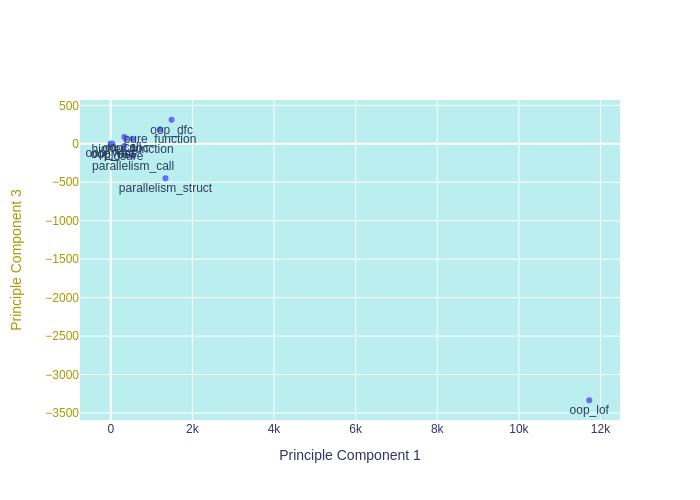 500
oop_dfc
pure_function
0
parallelism_call
−500
parallelism_struct
−1000
−1500
−2000
−2500
−3000
−3500
oop_lof
0
2k
4k
6k
8k
10k
12k
Principle Component 1
Principle Component 3